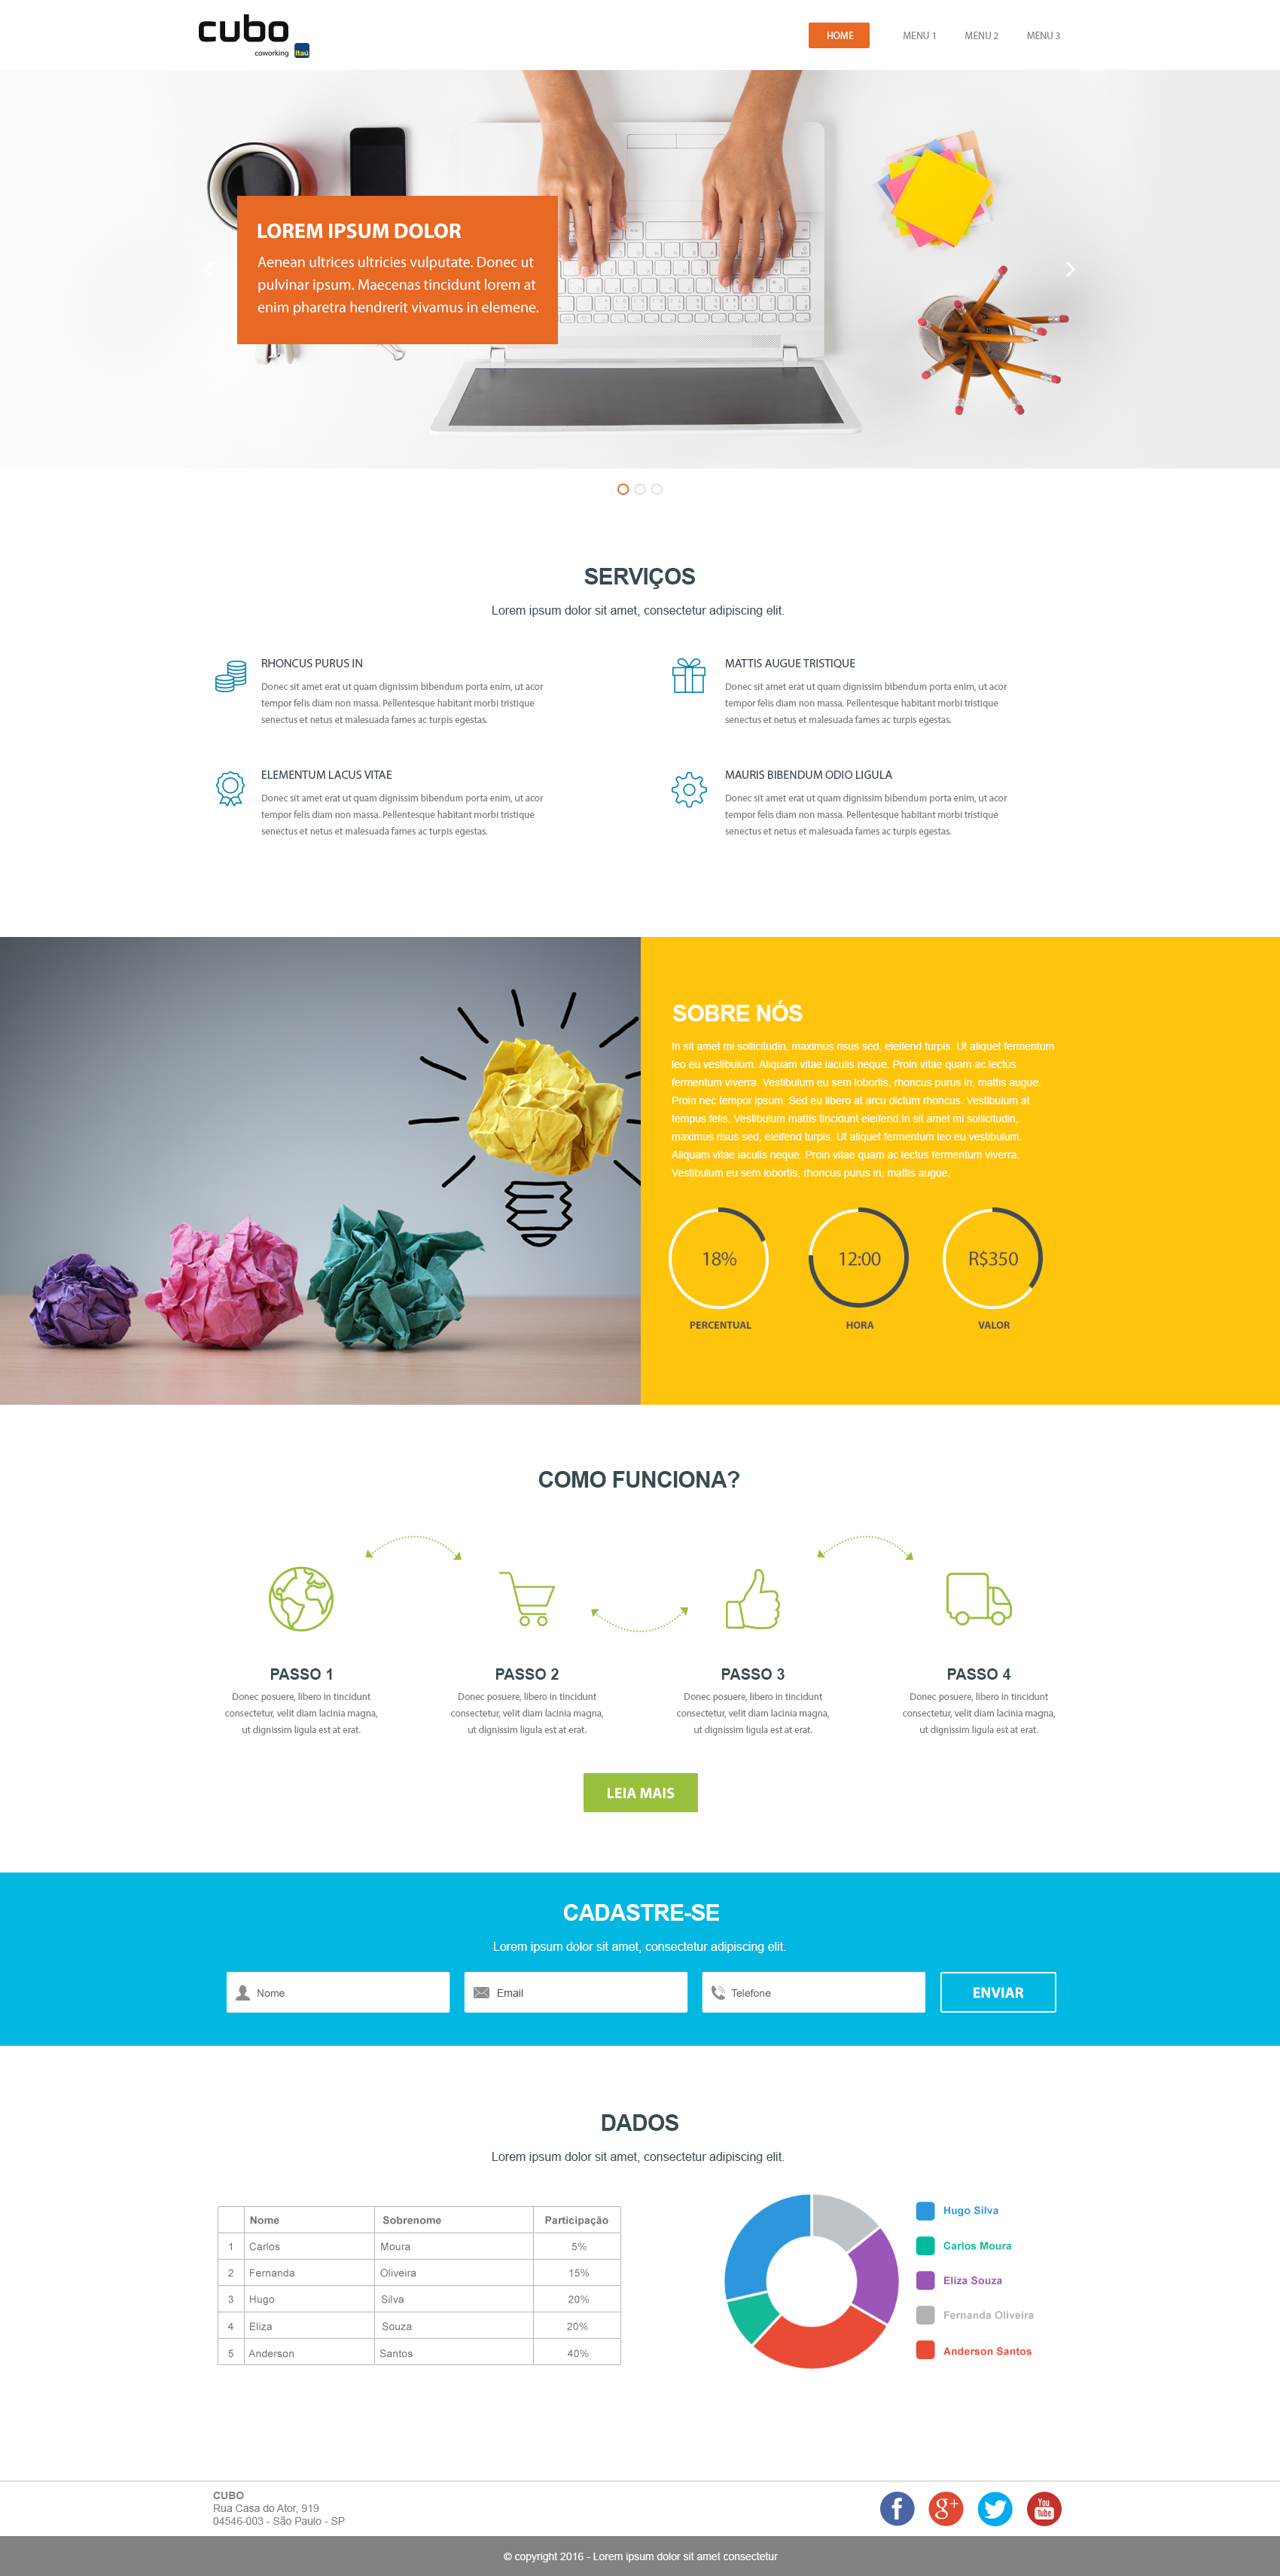 cubo
coworking Itaú
HOME MENU 1 MENU 2 MENU 3
LOREM IPSUM DOLOR
Aenean ultrices ultricies vulputate. Donec ut
pulvinar ipsum. Maecenas tincidunt lorem at
enim pharetra hendrerit vivamus in elemene.
SERVIÇOS
Lorem ipsum dolor sit amet, consectetur adipiscing elit.
RHONCUS PURUS IN
Donec sit amet erat ut quam dignissim bibendum porta enim, ut acor
tempor felis diam non massa. Pellentesque habitant morbi tristique
senectus et netus et malesuada fames ac turpis egestas.
MATTIS AUGUE TRISTIQUE
Donec sit amet erat ut quam dignissim bibendum porta enim, ut acor
tempor felis diam non massa. Pellentesque habitant morbi tristique
senectus et netus et malesuada fames ac turpis egestas.
ELEMENTUM LACUS VITAE
Donec sit amet erat ut quam dignissim bibendum porta enim, ut acor
tempor felis diam non massa. Pellentesque habitant morbi tristique
senectus et netus et malesuada fames ac turpis egestas.
MAURIS BIBENDUM ODIO LIGULA
Donec sit amet erat ut quam dignissim bibendum porta enim, ut acor
tempor felis diam non massa. Pellentesque habitant morbi tristique
senectus et netus et malesuada fames ac turpis egestas.
SOBRE NÓS
In sit amet mi sollicitudin, maximus risus sed, eleifend turpis. Ut aliquet fermentum
leo eu vestibulum. Aliquam vitae iaculis neque. Proin vitae quam ac lectus
fermentum viverra. Vestibulum eu sem lobortis, rhoncus purus in, mattis augue.
Proin nec tempor ipsum. Sed eu libero at arcu dictum rhoncus. Vestibulum at
tempus felis. Vestibulum mattis tincidunt eleifend.In sit amet mi sollicitudin,
maximus risus sed, eleifend turpis. Ut aliquet fermentum leo eu vestibulum.
Aliquam vitae iaculis neque. Proin vitae quam ac lectus fermentum viverra.
Vestibulum eu sem lobortis, rhoncus purus in, mattis augue.
18% 12:00 R$350
PERCENTUAL HORA VALOR
COMO FUNCIONA?
PASSO 1
Donec posuere, libero in tincidunt
consectetur, velit diam lacinia magna,
ut dignissim ligula est at erat.
PASSO 2
Donec posuere, libero in tincidunt
consectetur, velit diam lacinia magna,
ut dignissim ligula est at erat.
PASSO 3
Donec posuere, libero in tincidunt
consectetur, velit diam lacinia magna,
ut dignissim ligula est at erat.
PASSO 4
Donec posuere, libero in tincidunt
consectetur, velit diam lacinia magna,
ut dignissim ligula est at erat.
LEIA MAIS
CADASTRE-SE
Lorem ipsum dolor sit amet, consectetur adipiscing elit.
Nome Email Telefone ENVIAR
DADOS
Lorem ipsum dolor sit amet, consectetur adipiscing elit.
Nome Sobrenome Participação
1 Carlos Moura 5%
2 Fernanda Oliveira 15%
3 Hugo Silva 20%
4 Eliza Souza 20%
5 Anderson Santos 40%
Hugo Silva
Carlos Moura
Eliza Souza
Fernanda Oliveira
Anderson Santos
CUBO
Rua Casa do Ator, 919
04546-003 - São Paulo - SP
f g+ You Tube
© copyright 2016 - Lorem ipsum dolor sit amet consectetur